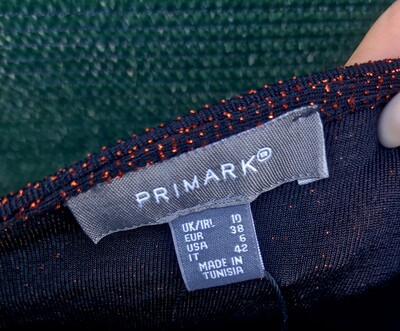 PRIMARK®
UK/IRL 10
EUR 38
USA 6
IT 42
MADE IN
TUNISIA